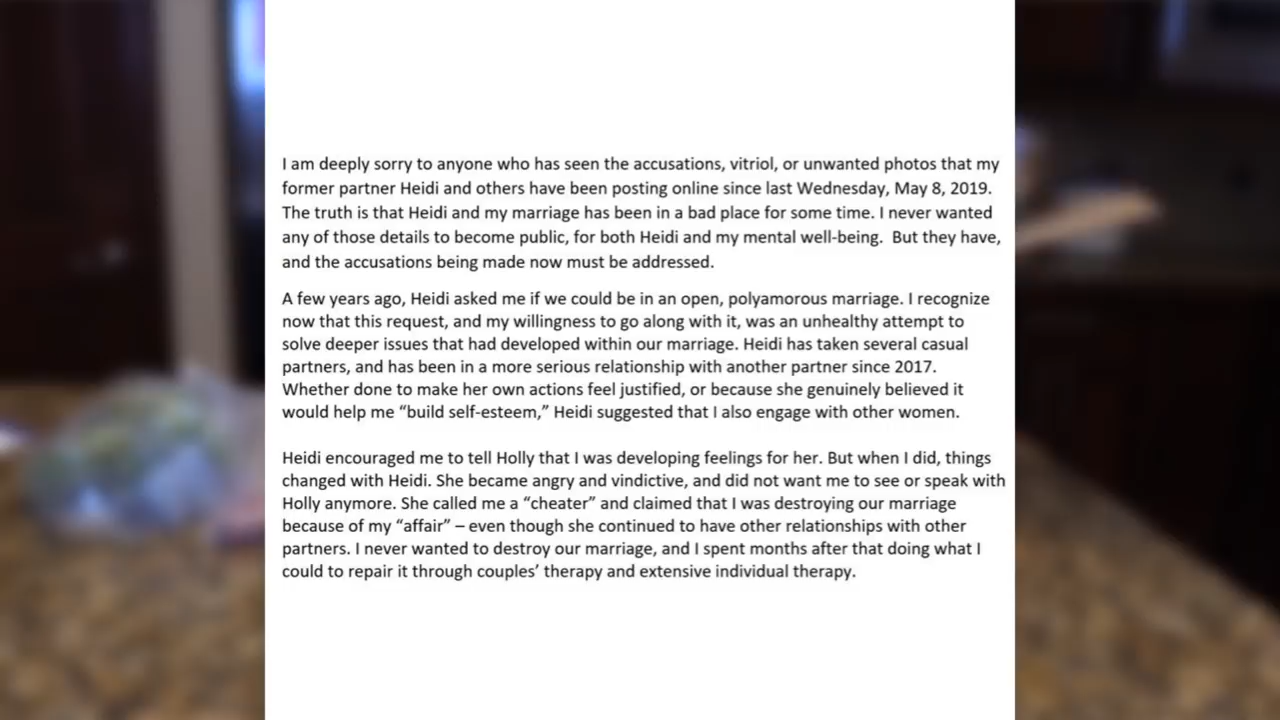 I am deeply sorry to anyone who has seen the accusations, vitriol, or unwanted photos that my
former partner Heidi and others have been posting online since last Wednesday, May 8, 2019.
The truth is that Heidi and my marriage has been in a bad place for some time. I never wanted
any of those details to become public, for both Heidi and my mental well-being.  But they have,
and the accusations being made now must be addressed.
A few years ago, Heidi asked me if we could be in an open, polyamorous marriage. I recognize
now that this request, and my willingness to go along with it, was an unhealthy attempt to
solve deeper issues that had developed within our marriage. Heidi has taken several casual
partners, and has been in a more serious relationship with another partner since 2017.
Whether done to make her own actions feel justified, or because she genuinely believed it
would help me “build self-esteem,” Heidi suggested that I also engage with other women.
Heidi encouraged me to tell Holly that I was developing feelings for her. But when I did, things
changed with Heidi. She became angry and vindictive, and did not want me to see or speak with
Holly anymore. She called me a “cheater” and claimed that I was destroying our marriage
because of my “affair” – even though she continued to have other relationships with other
partners. I never wanted to destroy our marriage, and I spent months after that doing what I
could to repair it through couples’ therapy and extensive individual therapy.